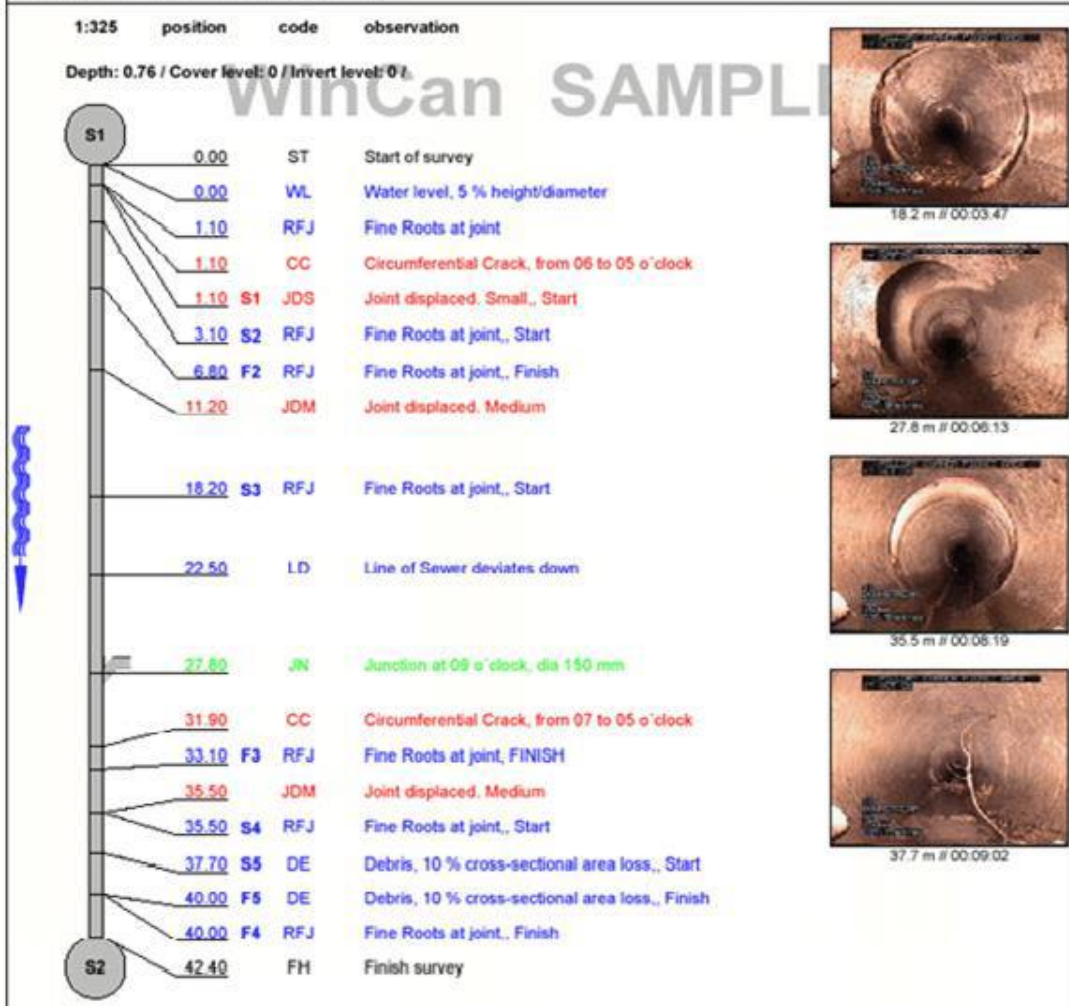 1:325 position code observation
Depth: 0.76 / Cover level: 0 / Invert level: 0 /
WinCan SAMPL
S1
0.00 ST Start of survey
0.00 WL Water level, 5 % height/diameter
1.10 RFJ Fine Roots at joint
1.10 CC Circumferential Crack, from 06 to 05 o´clock
1.10 S1 JDS Joint displaced. Small,, Start
3.10 S2 RFJ Fine Roots at joint,, Start
6.80 F2 RFJ Fine Roots at joint,, Finish
11.20 JDM Joint displaced. Medium
18.20 S3 RFJ Fine Roots at joint,, Start
22.50 LD Line of Sewer deviates down
27.80 JN Junction at 09 o´clock, dia 150 mm
31.90 CC Circumferential Crack, from 07 to 05 o´clock
33.10 F3 RFJ Fine Roots at joint, FINISH
35.50 JDM Joint displaced. Medium
35.50 S4 RFJ Fine Roots at joint,, Start
37.70 S5 DE Debris, 10 % cross-sectional area loss,, Start
40.00 F5 DE Debris, 10 % cross-sectional area loss,, Finish
40.00 F4 RFJ Fine Roots at joint,, Finish
S2
42.40 FH Finish survey
18.2 m // 00:03:47
27.8 m // 00:06:13
35.5 m // 00:08:19
37.7 m // 00:09:02